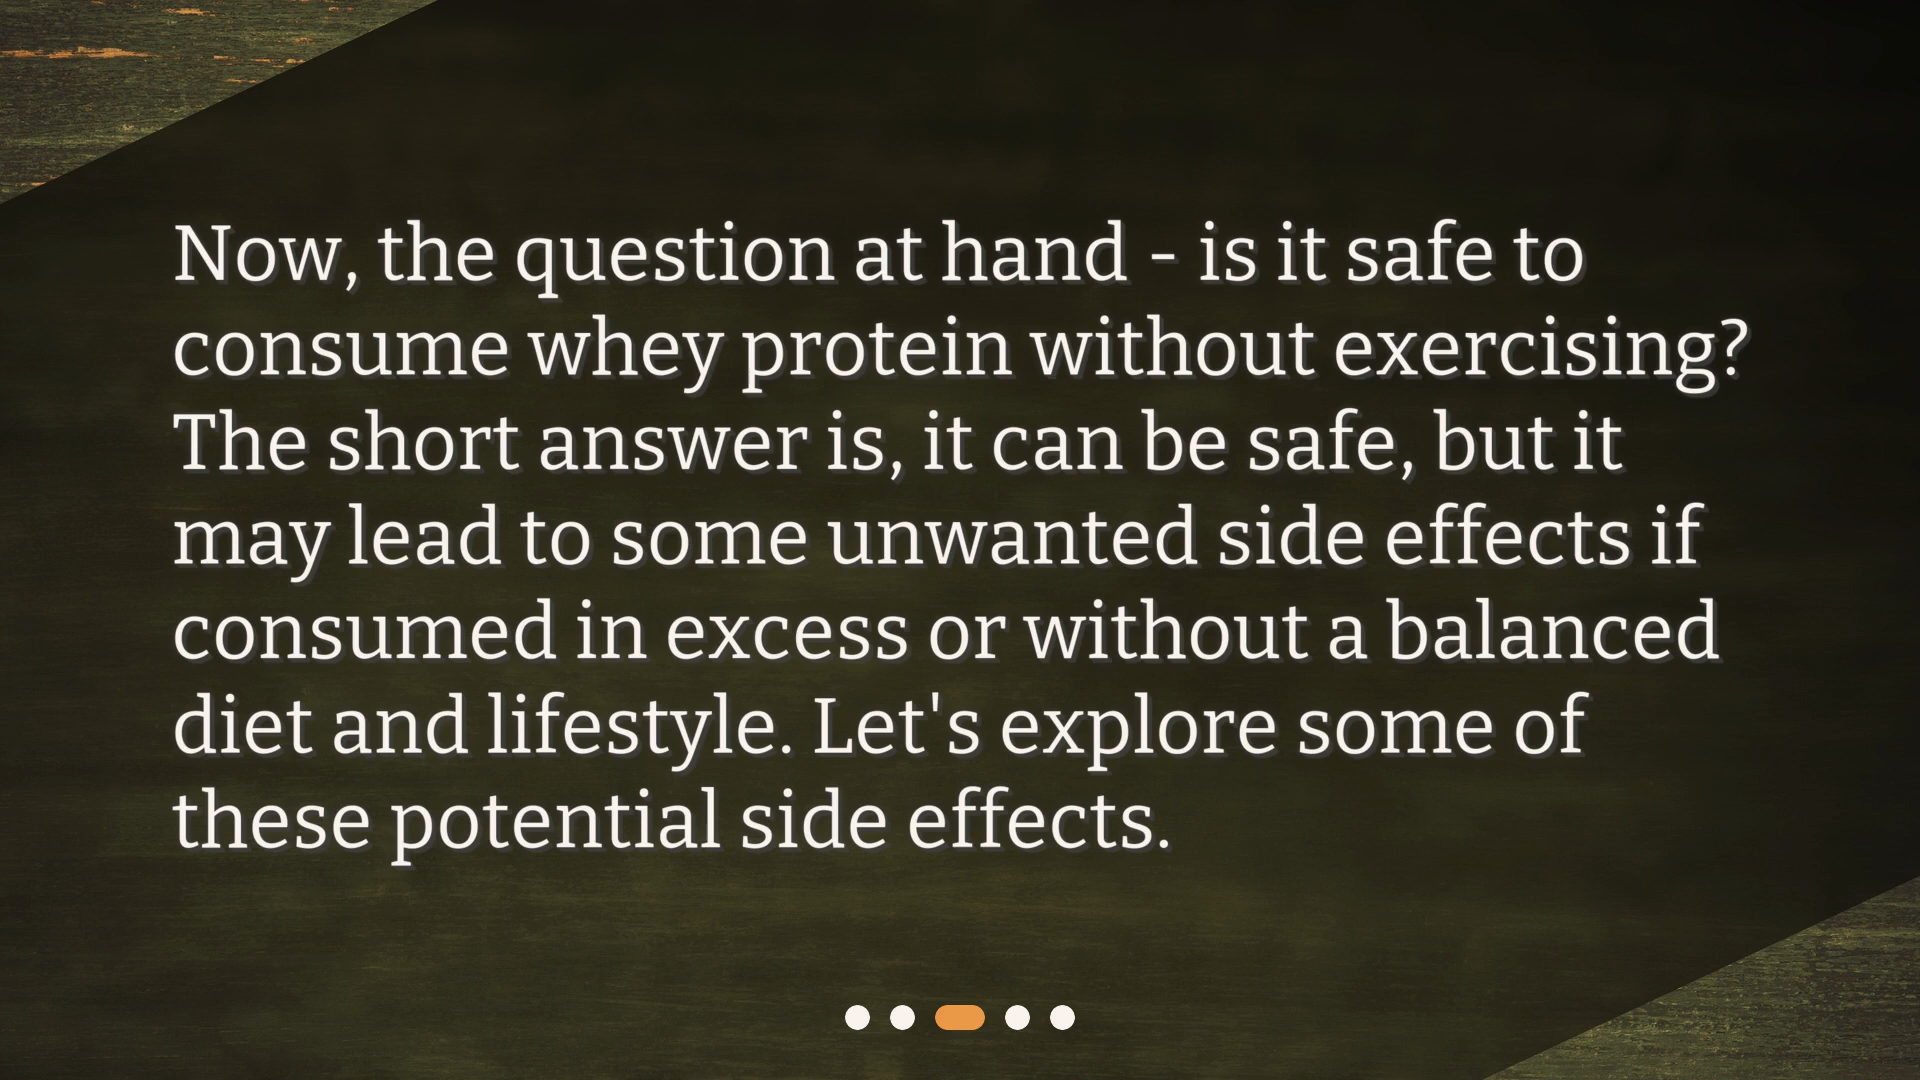 Now, the question at hand - is it safe to
consume whey protein without exercising?
The short answer is, it can be safe, but it
may lead to some unwanted side effects if
consumed in excess or without a balanced
diet and lifestyle. Let's explore some of
these potential side effects.